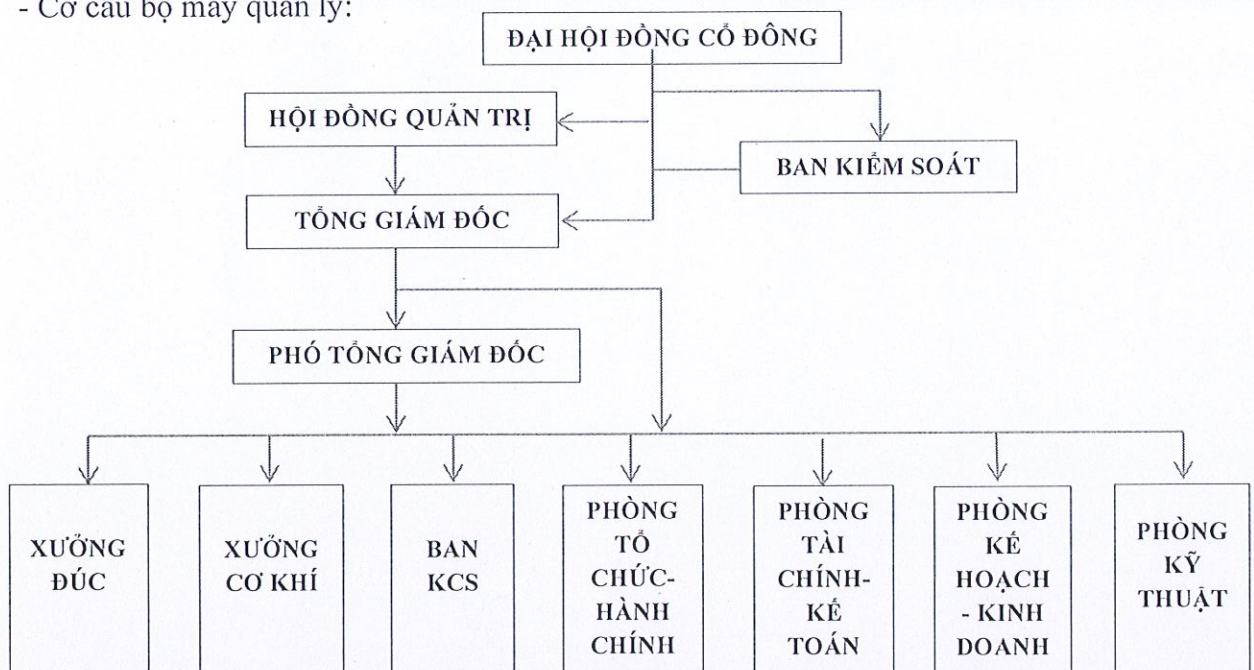 - Cơ cấu bộ máy quản lý:
ĐẠI HỘI ĐỒNG CỔ ĐÔNG
HỘI ĐỒNG QUẢN TRỊ
BAN KIỂM SOÁT
TỔNG GIÁM ĐỐC
PHÓ TỔNG GIÁM ĐỐC
XƯỞNG
ĐÚC
XƯỞNG
CƠ KHÍ
BAN
KCS
PHÒNG
TỔ
CHỨC-
HÀNH
CHÍNH
PHÒNG
TÀI
CHÍNH-
KẾ
TOÁN
PHÒNG
KẾ
HOẠCH
- KINH
DOANH
PHÒNG
KỸ
THUẬT